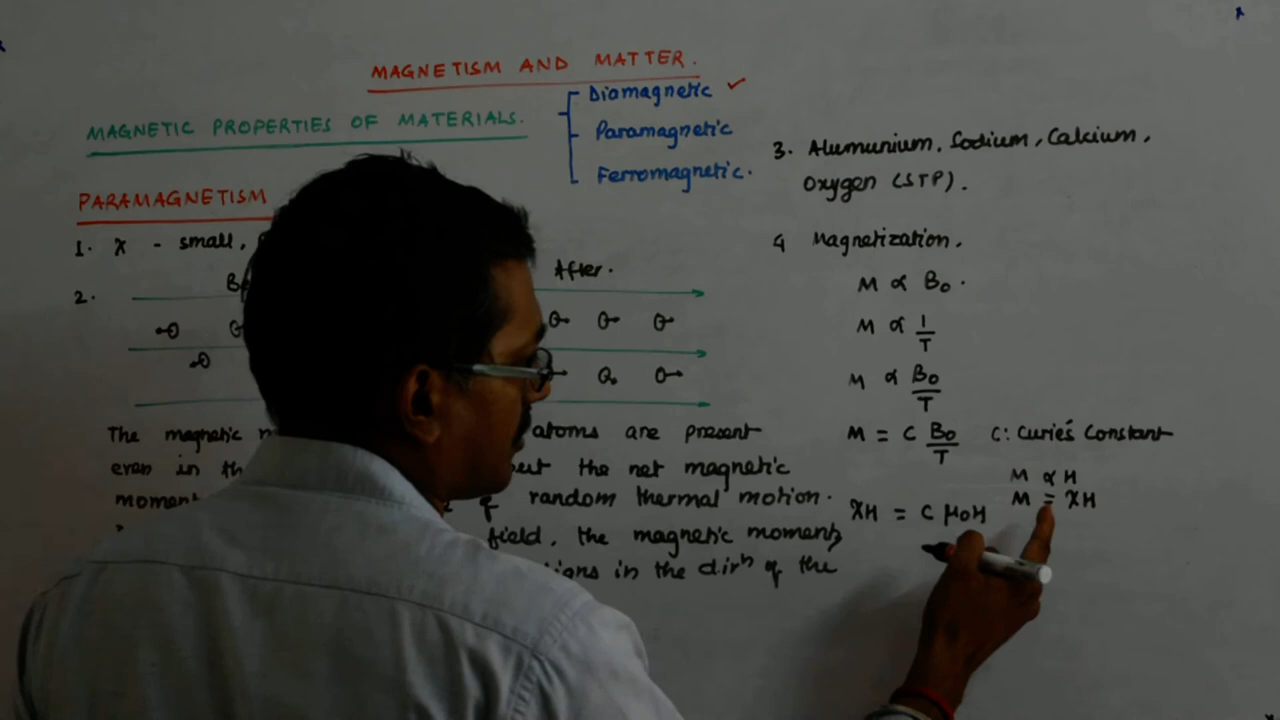 MAGNETISM AND MATTER.
MAGNETIC PROPERTIES OF MATERIALS.
Diamagnetic ✓
Paramagnetic
Ferromagnetic.
PARAMAGNETISM
1. χ - small,
2.
After.
The magnetic atoms are present
even in the net magnetic
moment random thermal motion.
field, the magnetic moments
in the dirⁿ of the
3. Alumunium, Sodium, Calcium,
Oxygen (STP).
4 Magnetization.
M ∝ B₀.
M ∝ 1/T
M ∝ B₀/T
M = C B₀/T C: Curie's Constant
M ∝ H
M = χH
χH = C μ₀H